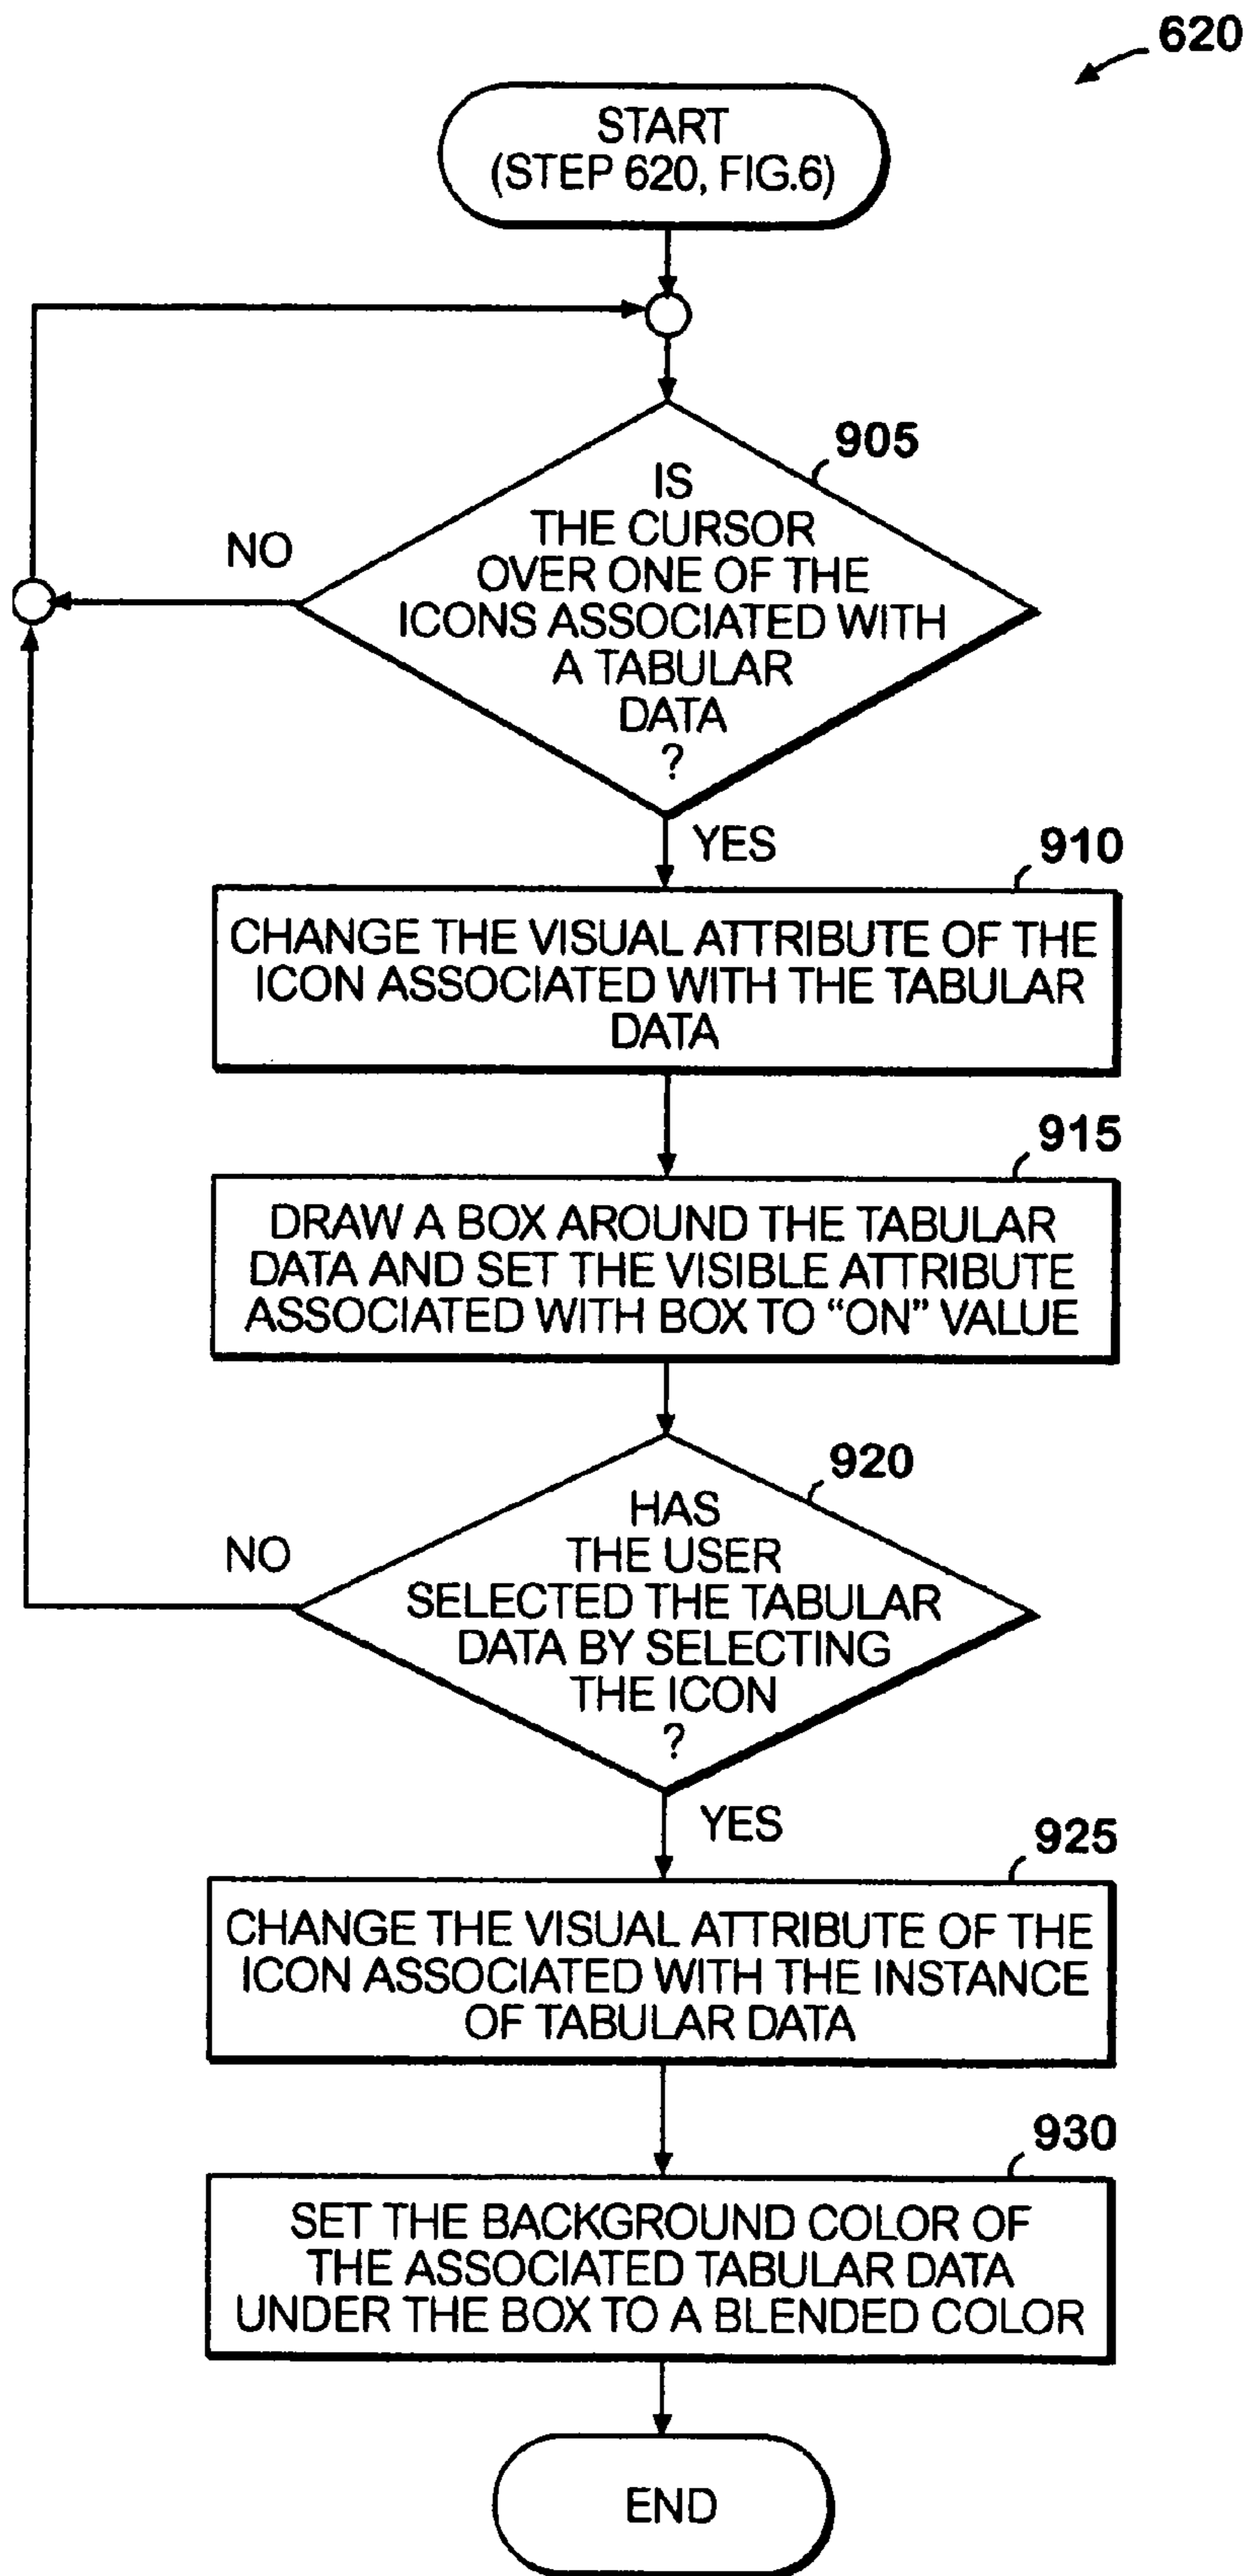 620
START
(STEP 620, FIG.6)
905
IS
THE CURSOR
OVER ONE OF THE
ICONS ASSOCIATED WITH
A TABULAR
DATA
?
NO
YES
910
CHANGE THE VISUAL ATTRIBUTE OF THE
ICON ASSOCIATED WITH THE TABULAR
DATA
915
DRAW A BOX AROUND THE TABULAR
DATA AND SET THE VISIBLE ATTRIBUTE
ASSOCIATED WITH BOX TO “ON” VALUE
920
HAS
THE USER
SELECTED THE TABULAR
DATA BY SELECTING
THE ICON
?
NO
YES
925
CHANGE THE VISUAL ATTRIBUTE OF THE
ICON ASSOCIATED WITH THE INSTANCE
OF TABULAR DATA
930
SET THE BACKGROUND COLOR OF
THE ASSOCIATED TABULAR DATA
UNDER THE BOX TO A BLENDED COLOR
END